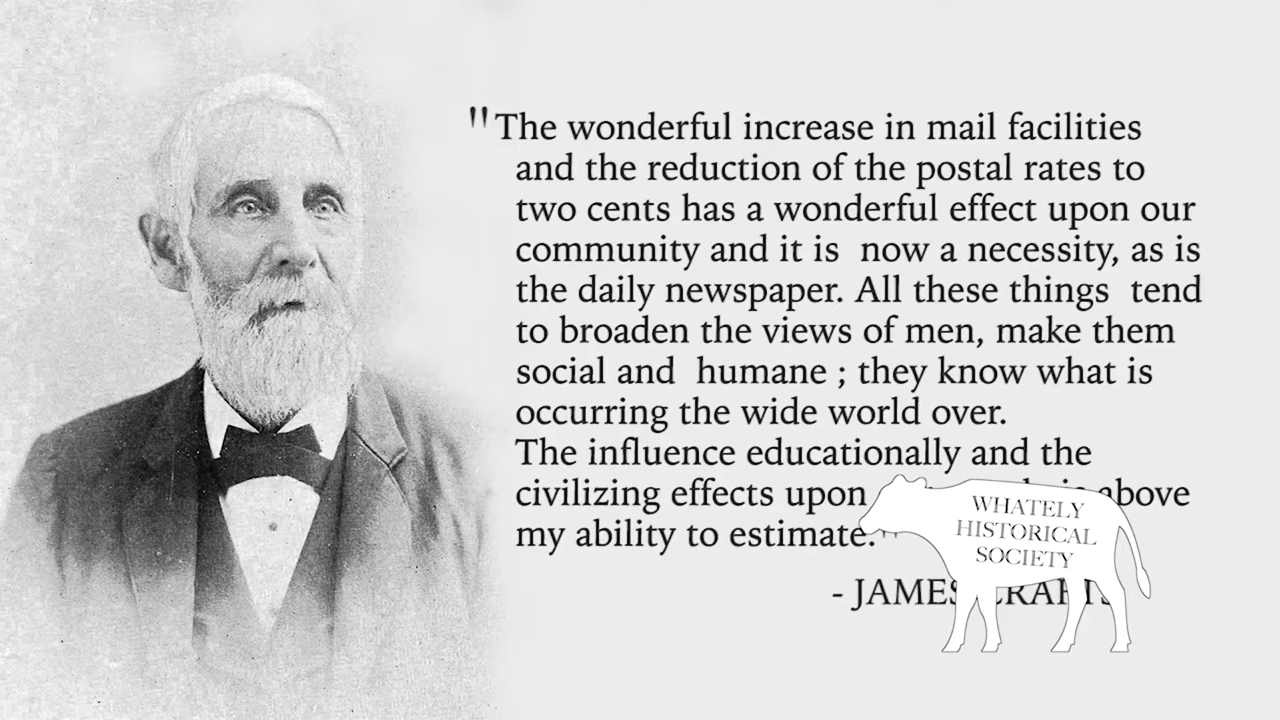 "The wonderful increase in mail facilities
and the reduction of the postal rates to
two cents has a wonderful effect upon our
community and it is now a necessity, as is
the daily newspaper. All these things tend
to broaden the views of men, make them
social and humane ; they know what is
occurring the wide world over.
The influence educationally and the
civilizing effects upon above
my ability to estimate."
- JAMES CRAFTS
WHATELY
HISTORICAL
SOCIETY